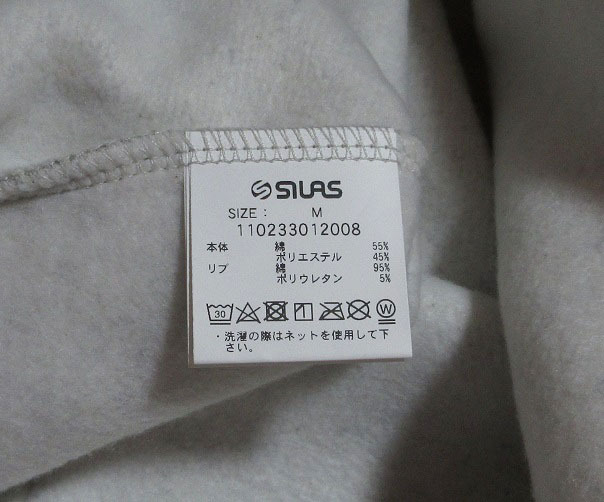 SILAS
SIZE: M
110233012008
本体 綿 55%
ポリエステル 45%
リブ 綿 95%
ポリウレタン 5%
30 W
・洗濯の際はネットを使用して下
さい。